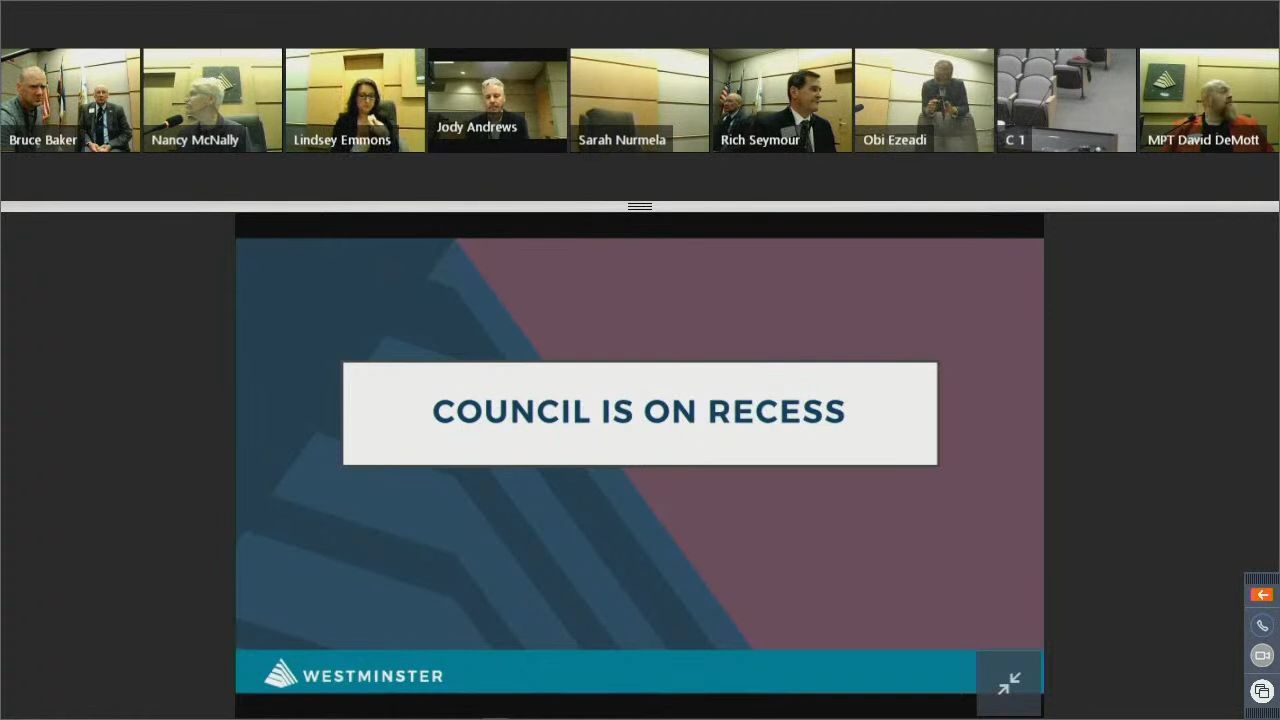 Bruce Baker
Nancy McNally
Lindsey Emmons
Jody Andrews
Sarah Nurmela
Rich Seymour
Obi Ezeadi
C 1
MPT David DeMott
COUNCIL IS ON RECESS
WESTMINSTER